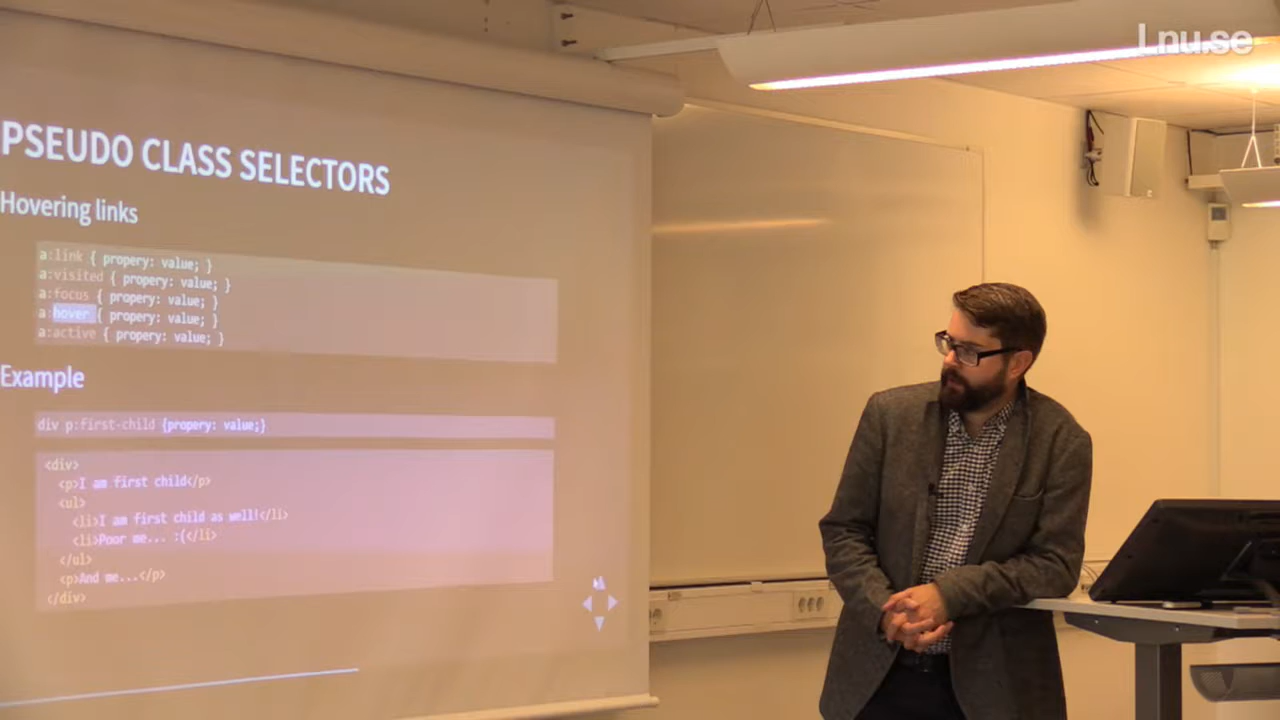 Lnu.se
PSEUDO CLASS SELECTORS
Hovering links
a:link { propery: value; }
a:visited { propery: value; }
a:focus { propery: value; }
a:hover { propery: value; }
a:active { propery: value; }
Example
div p:first-child {propery: value;}
<div>
<p>I am first child</p>
<ul>
<li>I am first child as well!</li>
<li>Poor me... :(</li>
</ul>
<p>And me...</p>
</div>